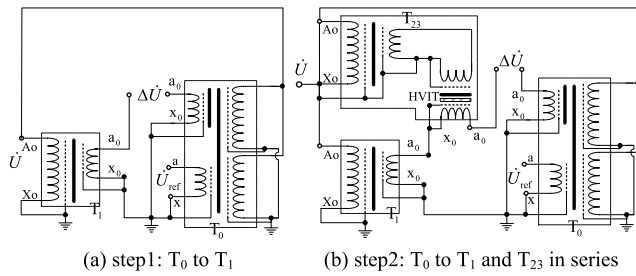 T₂₃
Ao
Xo
U̇
HVIT
x₀
a₀
ΔU̇
a₀
x₀
a
U̇ref
x
T₀
Ao
Xo
a₀
x₀
T₁
U̇
Ao
Xo
a₀
x₀
T₁
ΔU̇
a₀
x₀
a
U̇ref
x
T₀
(a) step1: T₀ to T₁
(b) step2: T₀ to T₁ and T₂₃ in series